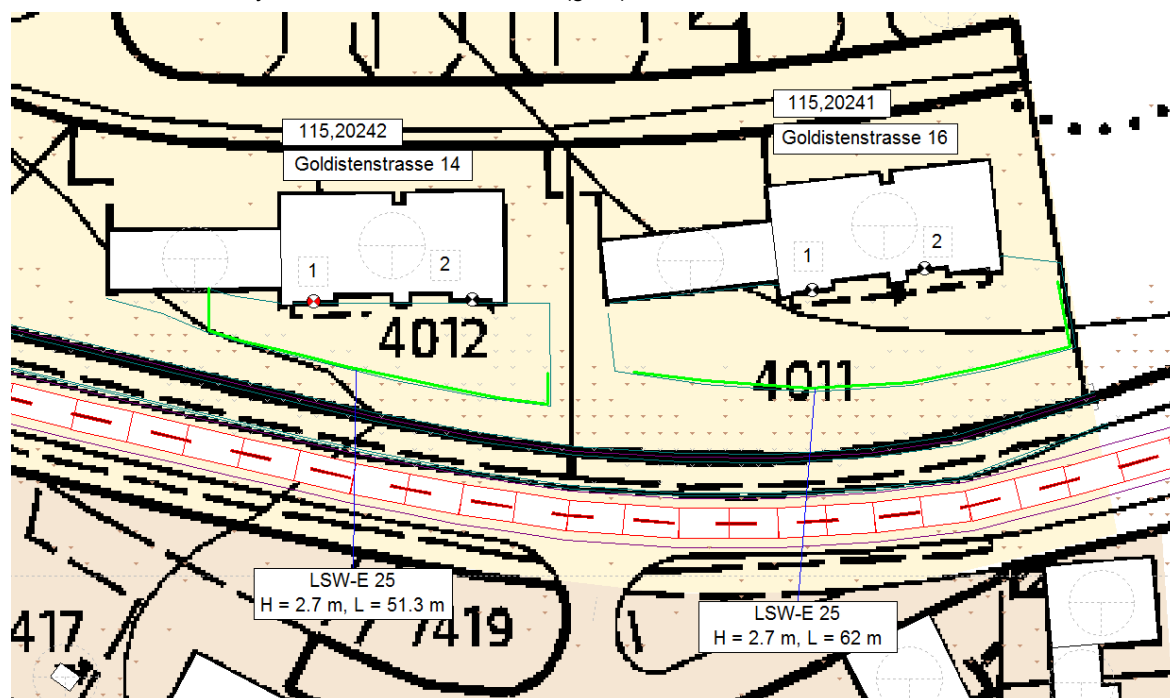 115,20241
115,20242
Goldistenstrasse 16
Goldistenstrasse 14
2
1
1
2
4012
4011
LSW-E 25
H = 2.7 m, L = 51.3 m
LSW-E 25
H = 2.7 m, L = 62 m
417
7419